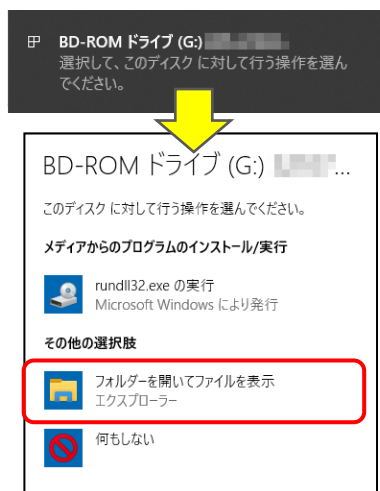 BD-ROM ドライブ (G:)
選択して、このディスク に対して行う操作を選ん
でください。
BD-ROM ドライブ (G:) ...
このディスク に対して行う操作を選んでください。
メディアからのプログラムのインストール/実行
rundll32.exe の実行
Microsoft Windows により発行
その他の選択肢
フォルダーを開いてファイルを表示
エクスプローラー
何もしない